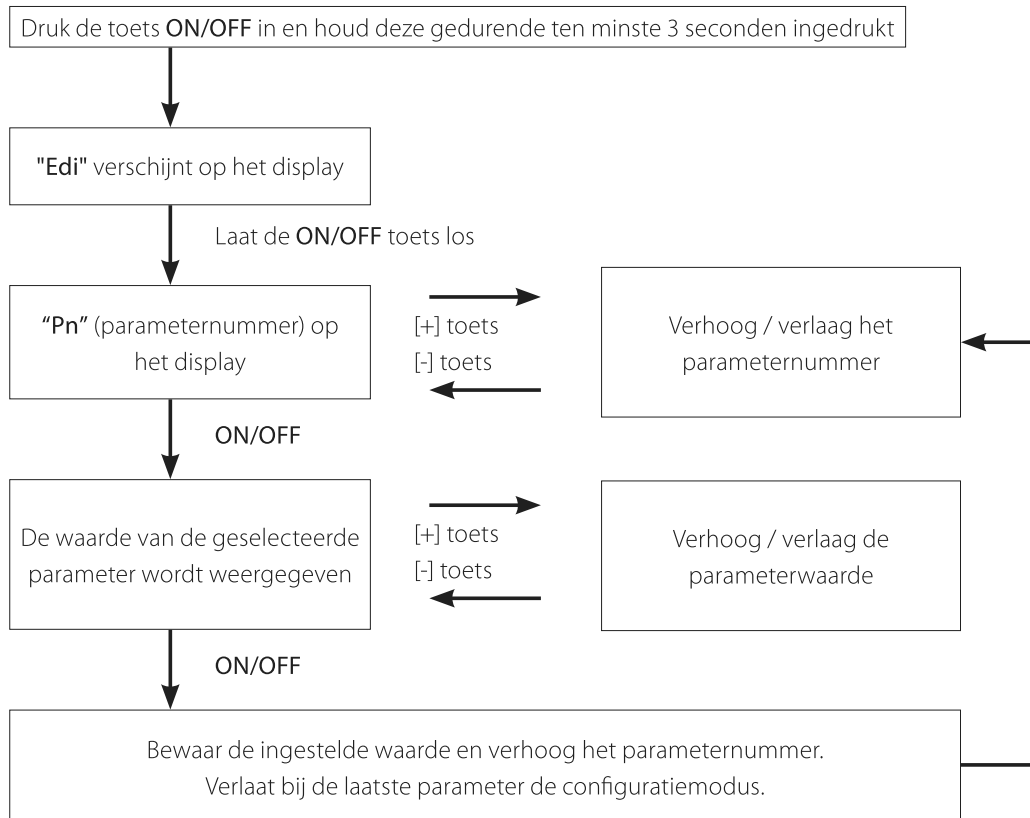 Druk de toets ON/OFF in en houd deze gedurende ten minste 3 seconden ingedrukt
"Edi" verschijnt op het display
Laat de ON/OFF toets los
“Pn” (parameternummer) op
het display
[+] toets
[-] toets
Verhoog / verlaag het
parameternummer
ON/OFF
De waarde van de geselecteerde
parameter wordt weergegeven
[+] toets
[-] toets
Verhoog / verlaag de
parameterwaarde
ON/OFF
Bewaar de ingestelde waarde en verhoog het parameternummer.
Verlaat bij de laatste parameter de configuratiemodus.